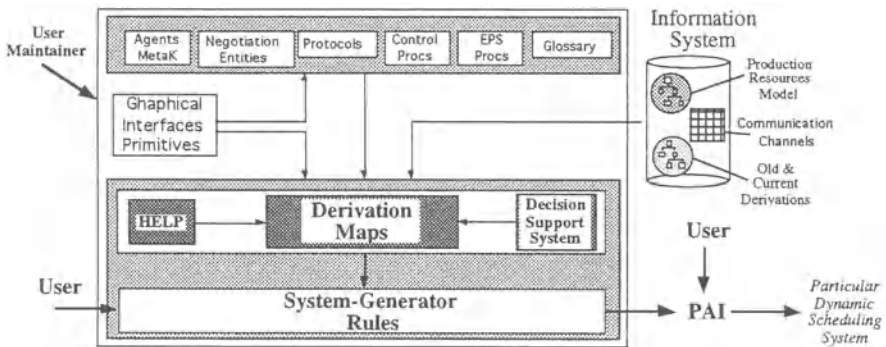 User
Maintainer
Agents
MetaK
Negotiation
Entities
Protocols
Control
Procs
EPS
Procs
Glossary
Information
System
Production
Resources
Model
Communication
Channels
Old &
Current
Derivations
Ghaphical
Interfaces
Primitives
HELP
Derivation
Maps
Decision
Support
System
User
System-Generator
Rules
User
PAI
Particular
Dynamic
Scheduling
System